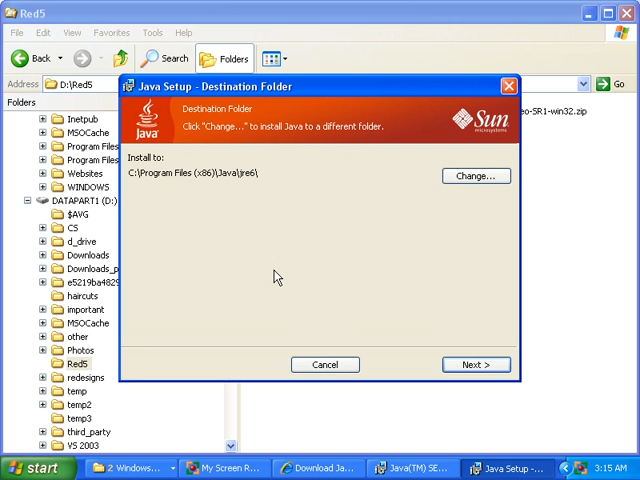 Red5
File Edit View Favorites Tools Help
Back Search Folders
Address D:\Red5 Go
Folders
Inetpub
MSOCache
Program Files
Program Files
Websites
WINDOWS
DATAPART1 (D:)
$AVG
CS
d_drive
Downloads
Downloads_p
e5219ba4829
haircuts
important
MSOCache
other
Photos
Red5
redesigns
temp
temp2
temp3
third_party
VS 2003
eo-5R1-win32.zip
Java Setup - Destination Folder
Java
Destination Folder
Click "Change..." to install Java to a different folder.
Sun
microsystems
Install to:
C:\Program Files (x86)\Java\jre6\
Change...
Cancel
Next >
start
2 Windows...
My Screen R...
Download Ja...
Java(TM) SE...
Java Setup -...
3:15 AM